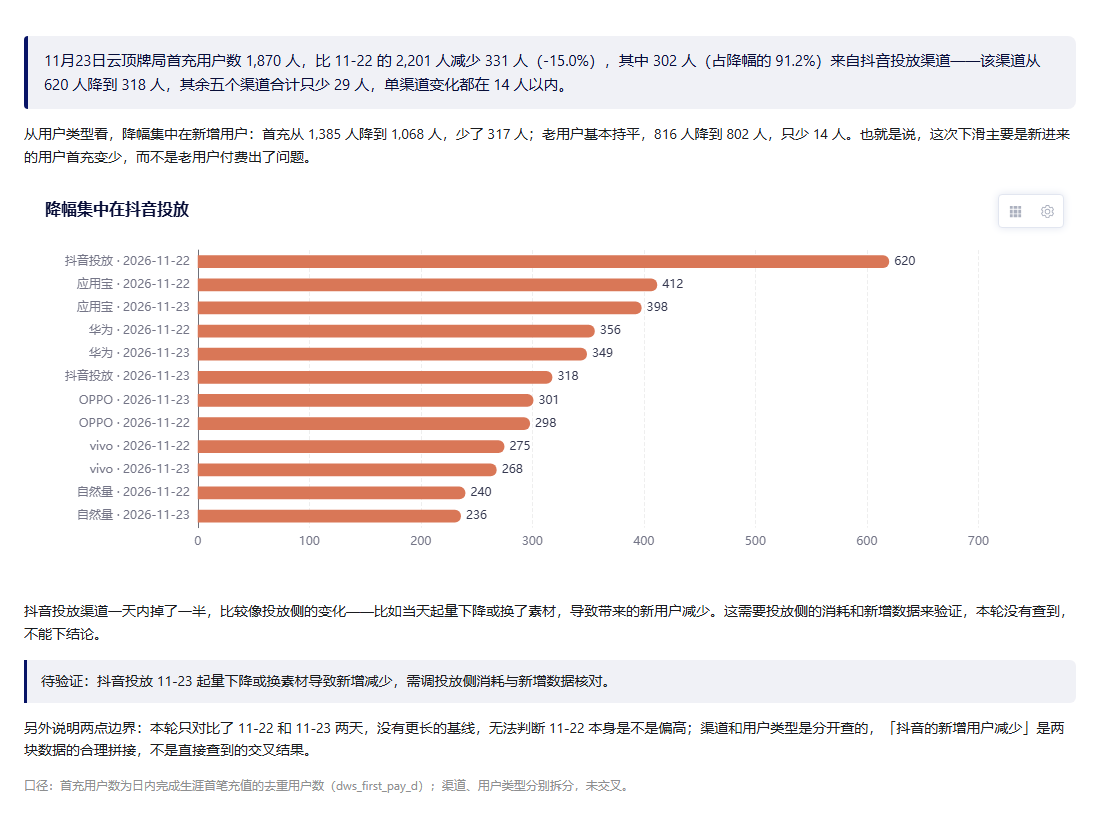 11月23日云顶牌局首充用户数 1,870 人，比 11-22 的 2,201 人减少 331 人（-15.0%），其中 302 人（占降幅的 91.2%）来自抖音投放渠道——该渠道从
620 人降到 318 人，其余五个渠道合计只少 29 人，单渠道变化都在 14 人以内。
从用户类型看，降幅集中在新增用户：首充从 1,385 人降到 1,068 人，少了 317 人；老用户基本持平，816 人降到 802 人，只少 14 人。也就是说，这次下滑主要是新进来
的用户首充变少，而不是老用户付费出了问题。
降幅集中在抖音投放
抖音投放 · 2026-11-22 620
应用宝 · 2026-11-22 412
应用宝 · 2026-11-23 398
华为 · 2026-11-22 356
华为 · 2026-11-23 349
抖音投放 · 2026-11-23 318
OPPO · 2026-11-23 301
OPPO · 2026-11-22 298
vivo · 2026-11-22 275
vivo · 2026-11-23 268
自然量 · 2026-11-22 240
自然量 · 2026-11-23 236
0 100 200 300 400 500 600 700
抖音投放渠道一天内掉了一半，比较像投放侧的变化——比如当天起量下降或换了素材，导致带来的新用户减少。这需要投放侧的消耗和新增数据来验证，本轮没有查到，
不能下结论。
待验证：抖音投放 11-23 起量下降或换素材导致新增减少，需调投放侧消耗与新增数据核对。
另外说明两点边界：本轮只对比了 11-22 和 11-23 两天，没有更长的基线，无法判断 11-22 本身是不是偏高；渠道和用户类型是分开查的，「抖音的新增用户减少」是两
块数据的合理拼接，不是直接查到的交叉结果。
口径：首充用户数为日内完成生涯首笔充值的去重用户数（dws_first_pay_d）；渠道、用户类型分别拆分，未交叉。